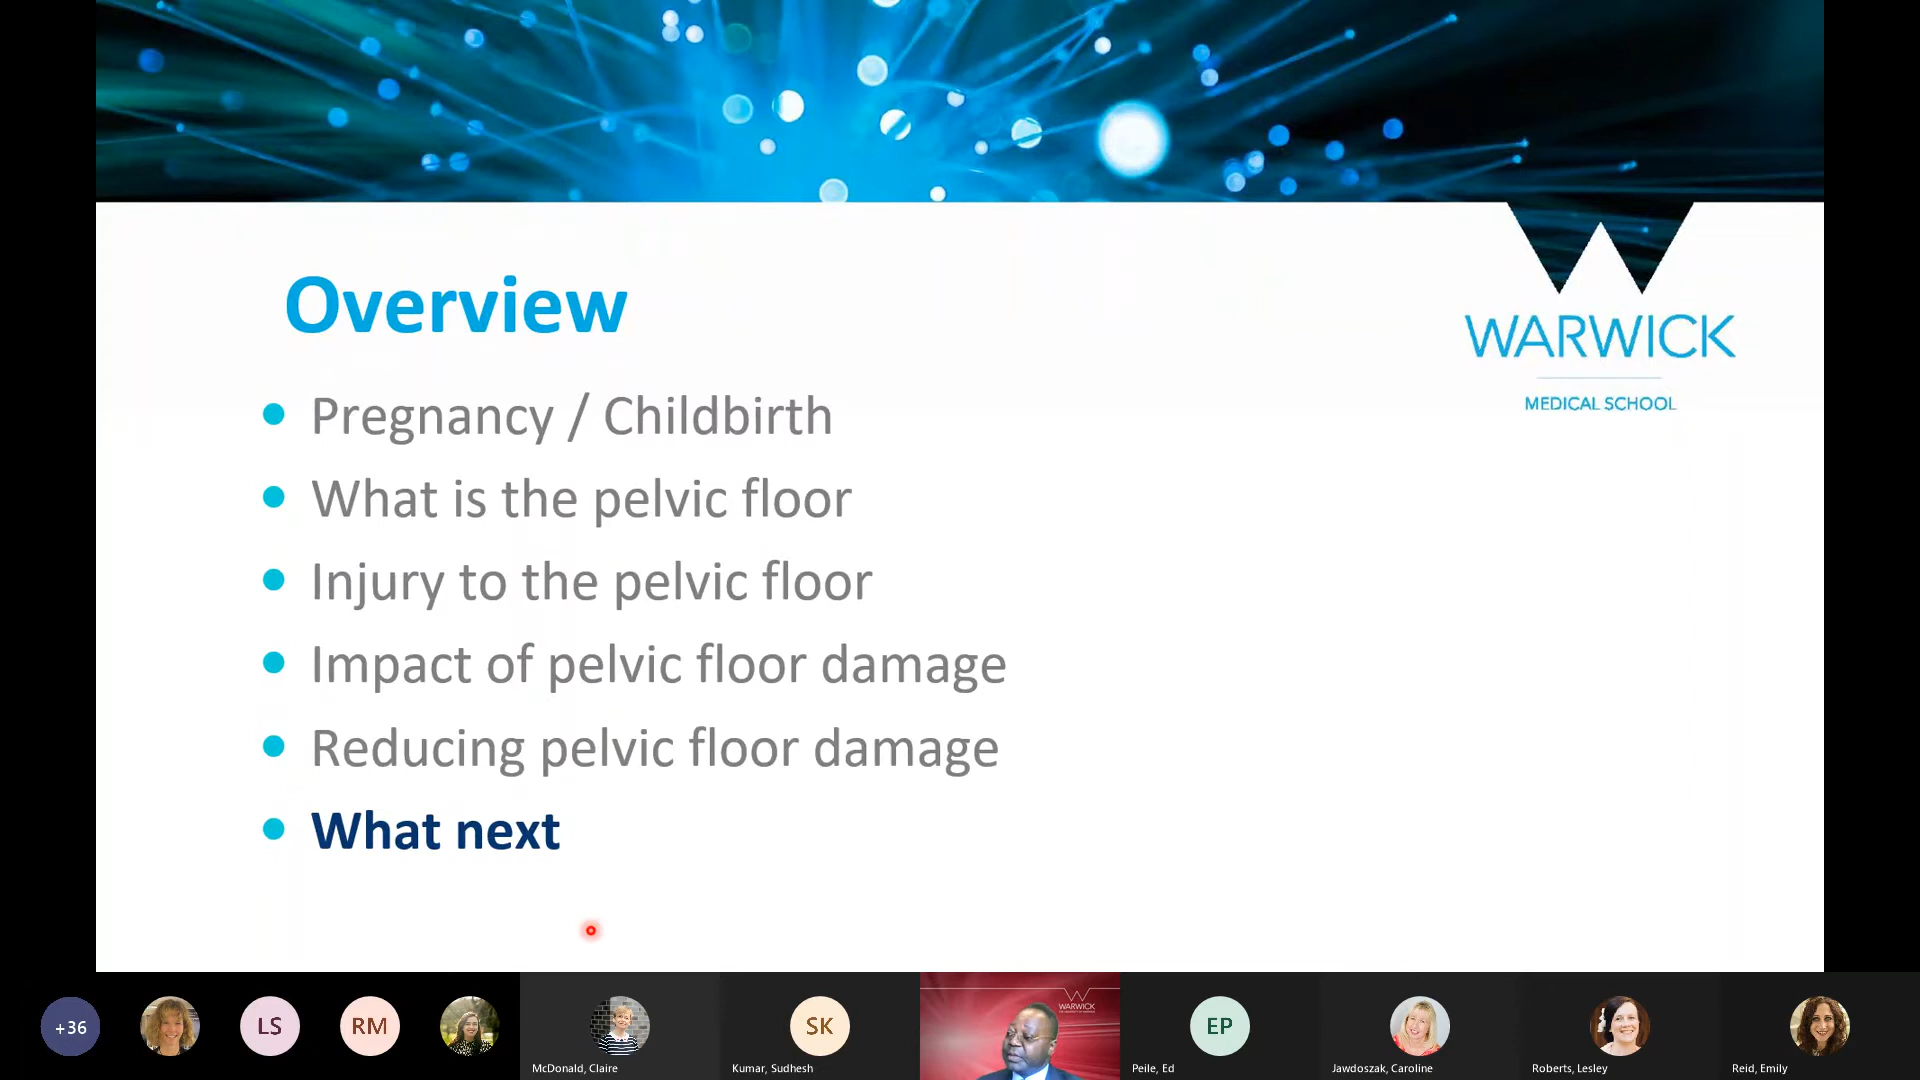 Overview
WARWICK
MEDICAL SCHOOL
Pregnancy / Childbirth
What is the pelvic floor
Injury to the pelvic floor
Impact of pelvic floor damage
Reducing pelvic floor damage
What next
+36
LS
RM
McDonald, Claire
SK
Kumar, Sudhesh
WARWICK
EP
Peile, Ed
Jawdoszak, Caroline
Roberts, Lesley
Reid, Emily